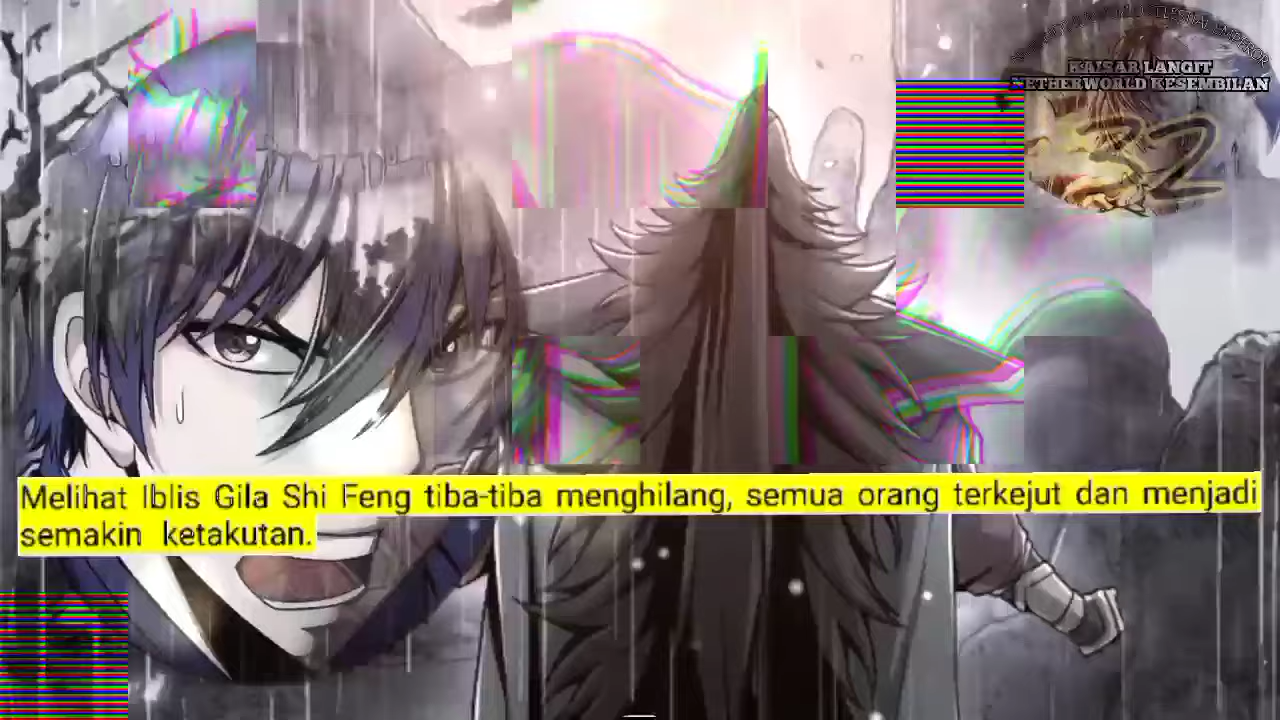 KAISAR LANGIT
NETHERWORLD KESEMBILAN
32
Melihat Iblis Gila Shi Feng tiba-tiba menghilang, semua orang terkejut dan menjadi
semakin ketakutan.